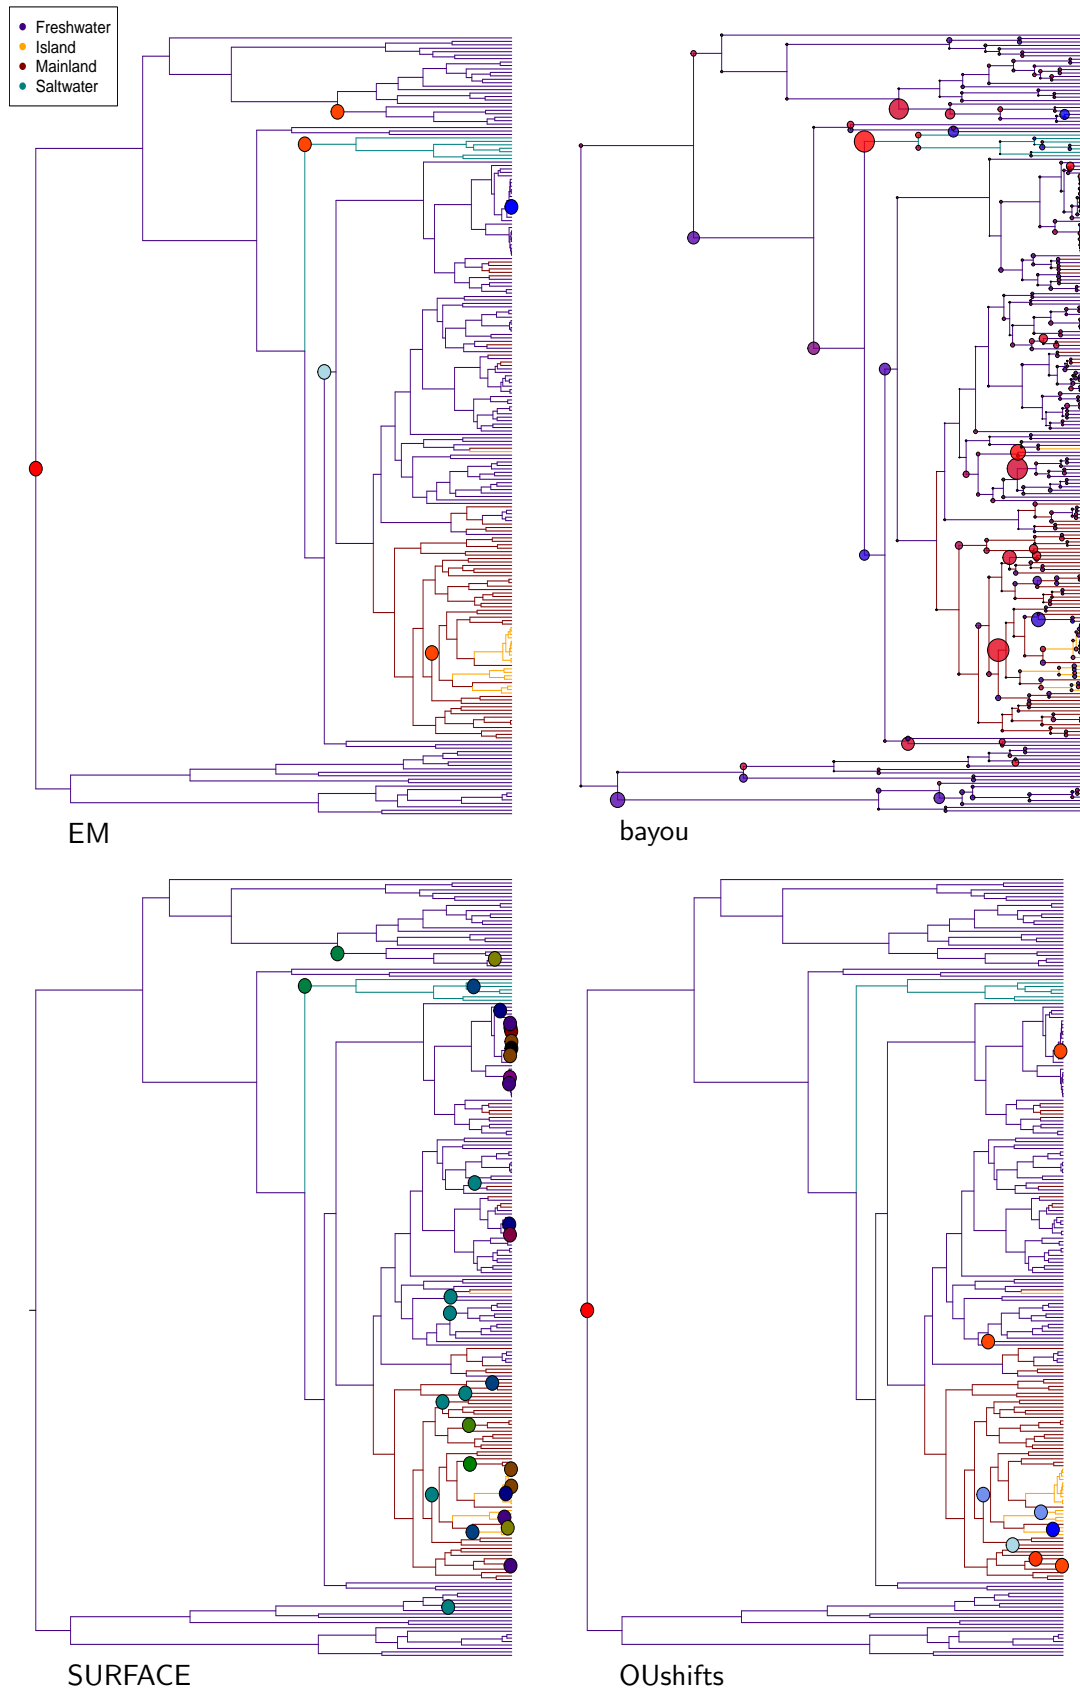 Freshwater
Island
Mainland
Saltwater
EM
bayou
SURFACE
OUshifts